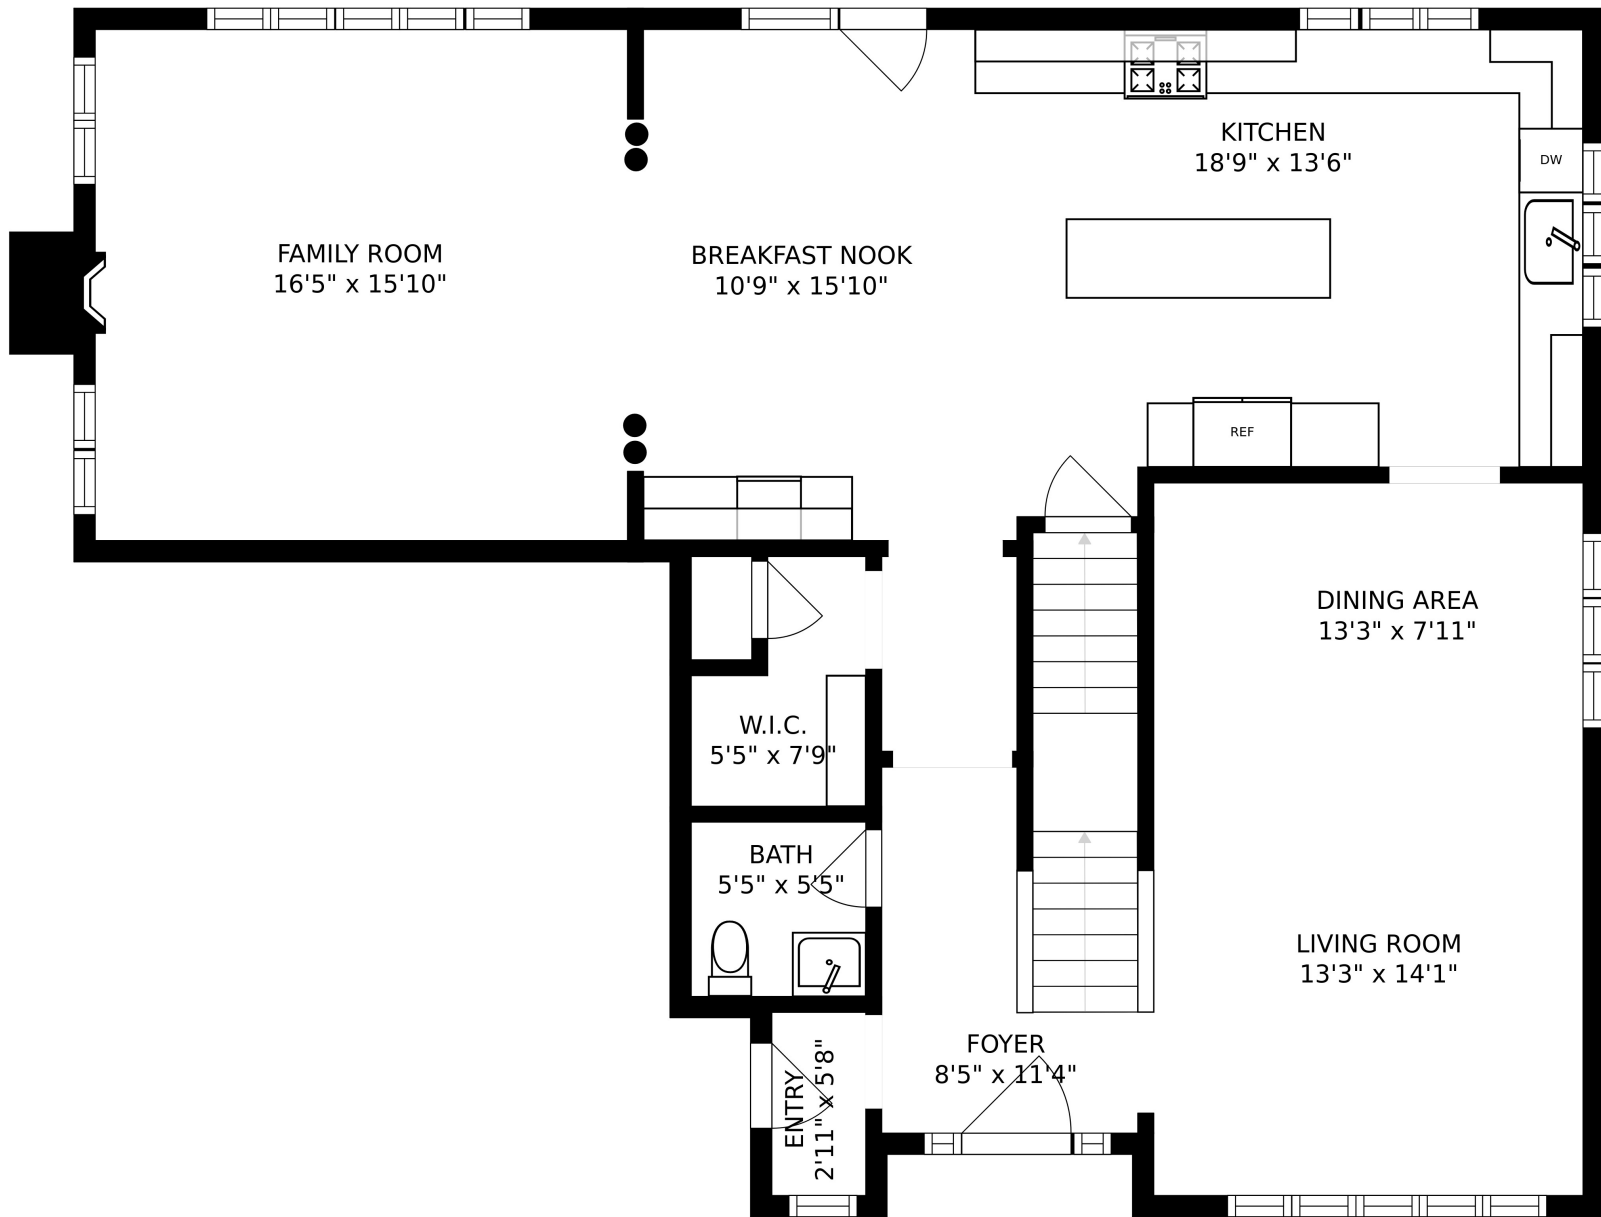 KITCHEN
18'9" x 13'6"
DW
FAMILY ROOM
16'5" x 15'10"
BREAKFAST NOOK
10'9" x 15'10"
REF
DINING AREA
13'3" x 7'11"
W.I.C.
5'5" x 7'9"
BATH
5'5" x 5'5"
LIVING ROOM
13'3" x 14'1"
FOYER
8'5" x 11'4"
ENTRY
2'11" x 5'8"